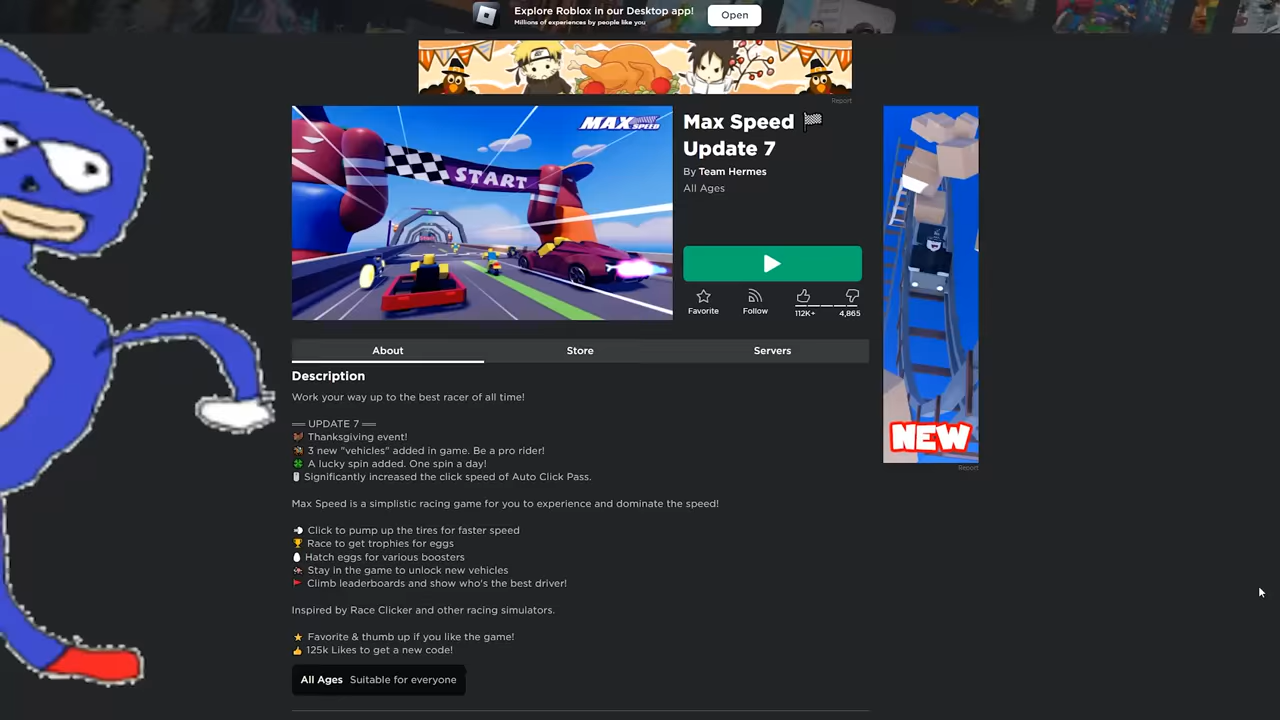 Explore Roblox in our Desktop app!
Millions of experiences by people like you
Open
Report
MAX SPEED
START
Max Speed 🏁
Update 7
By Team Hermes
All Ages
Favorite
Follow
112K+
4,865
About
Store
Servers
Description
Work your way up to the best racer of all time!
══ UPDATE 7 ══
🦃 Thanksgiving event!
3 new "vehicles" added in game. Be a pro rider!
🍀 A lucky spin added. One spin a day!
🖱️ Significantly increased the click speed of Auto Click Pass.
Max Speed is a simplistic racing game for you to experience and dominate the speed!
💨 Click to pump up the tires for faster speed
🏆 Race to get trophies for eggs
🥚 Hatch eggs for various boosters
Stay in the game to unlock new vehicles
🚩 Climb leaderboards and show who's the best driver!
Inspired by Race Clicker and other racing simulators.
⭐ Favorite & thumb up if you like the game!
👍 125k Likes to get a new code!
All Ages Suitable for everyone
NEW
Report